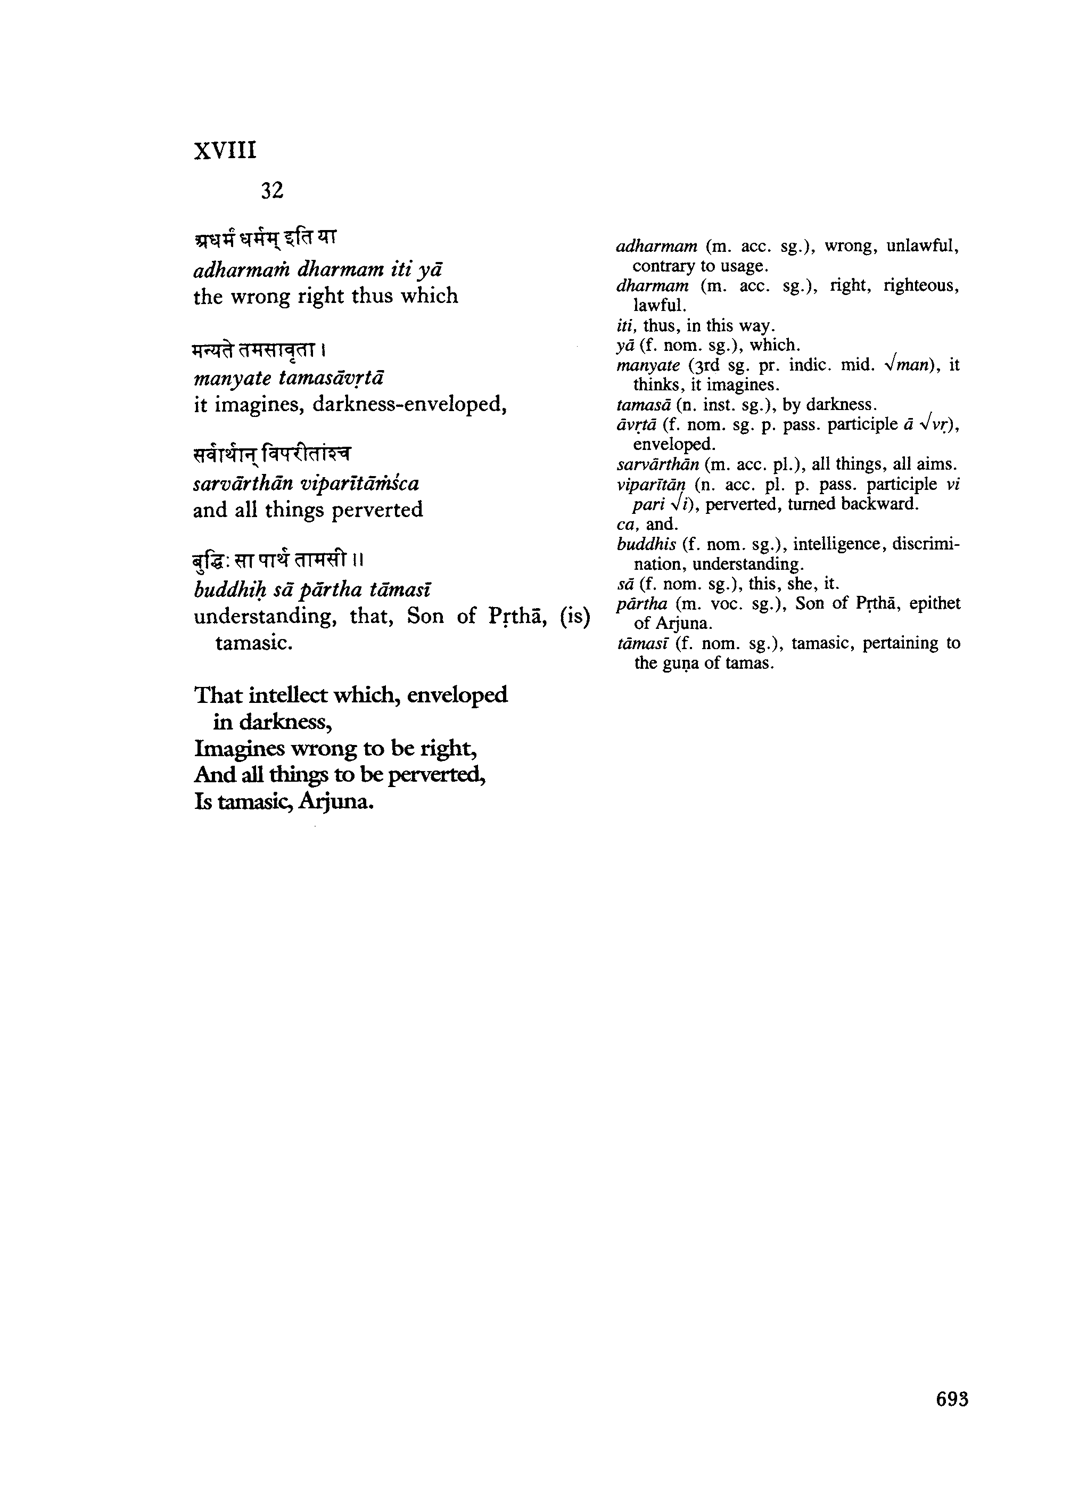 XVIII
32
अधर्मं धर्मम् इति या
adharmaṁ dharmam iti yā
the wrong right thus which
मन्यते तमसावृता ।
manyate tamasāvṛtā
it imagines, darkness-enveloped,
सर्वार्थान् विपरीतांश्च
sarvārthān viparītāṁśca
and all things perverted
बुद्धिः सा पार्थ तामसी ॥
buddhiḥ sā pārtha tāmasī
understanding, that, Son of Pṛthā, (is)
tamasic.
That intellect which, enveloped
in darkness,
Imagines wrong to be right,
And all things to be perverted,
Is tamasic, Arjuna.
adharmam (m. acc. sg.), wrong, unlawful,
contrary to usage.
dharmam (m. acc. sg.), right, righteous,
lawful.
iti, thus, in this way.
yā (f. nom. sg.), which.
manyate (3rd sg. pr. indic. mid. √man), it
thinks, it imagines.
tamasā (n. inst. sg.), by darkness.
āvṛtā (f. nom. sg. p. pass. participle ā √vṛ),
enveloped.
sarvārthān (m. acc. pl.), all things, all aims.
viparītāṇ (n. acc. pl. p. pass. participle vi
pari √i), perverted, turned backward.
ca, and.
buddhis (f. nom. sg.), intelligence, discrimi-
nation, understanding.
sā (f. nom. sg.), this, she, it.
pārtha (m. voc. sg.), Son of Pṛthā, epithet
of Arjuna.
tāmasī (f. nom. sg.), tamasic, pertaining to
the guṇa of tamas.
693